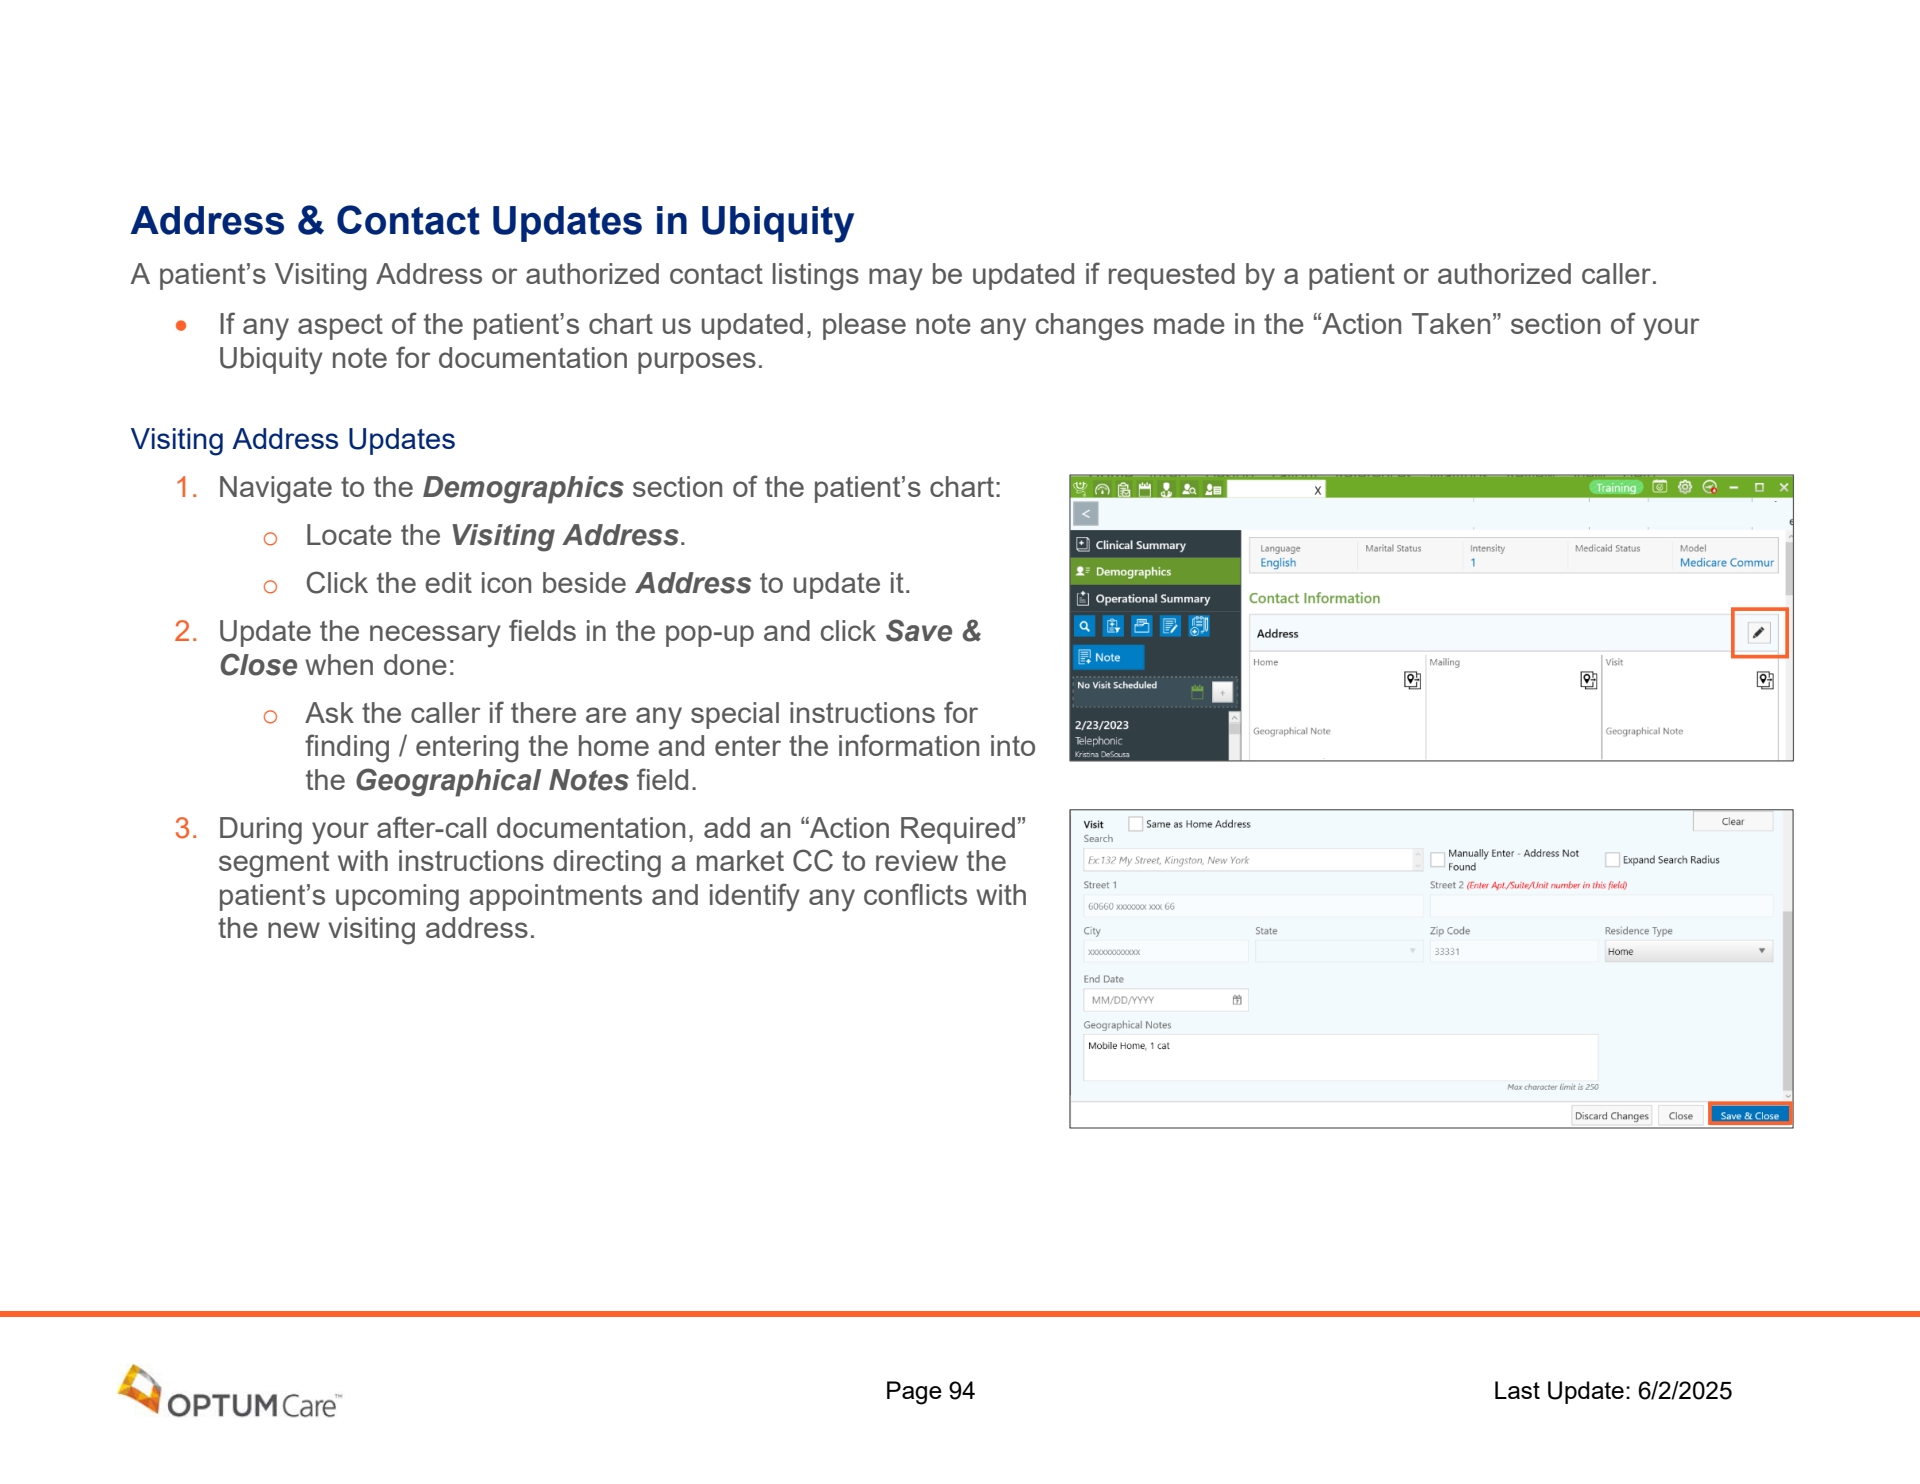 Address & Contact Updates in Ubiquity
A patient’s Visiting Address or authorized contact listings may be updated if requested by a patient or authorized caller.
• If any aspect of the patient’s chart us updated, please note any changes made in the “Action Taken” section of your
Ubiquity note for documentation purposes.
Visiting Address Updates
1. Navigate to the Demographics section of the patient’s chart:
o Locate the Visiting Address.
o Click the edit icon beside Address to update it.
2. Update the necessary fields in the pop-up and click Save &
Close when done:
o Ask the caller if there are any special instructions for
finding / entering the home and enter the information into
the Geographical Notes field.
3. During your after-call documentation, add an “Action Required”
segment with instructions directing a market CC to review the
patient’s upcoming appointments and identify any conflicts with
the new visiting address.
X Training
<
Clinical Summary
Demographics
Operational Summary
Note
No Visit Scheduled
+
2/23/2023
Telephonic
Kristina DeSousa
Language Marital Status Intensity Medicaid Status Model
English 1 Medicare Commur
Contact Information
Address
Home Mailing Visit
Geographical Note Geographical Note
Visit Same as Home Address Clear
Search
Ex:132 My Street, Kingston, New York Manually Enter - Address Not Found Expand Search Radius
Street 1 Street 2 (Enter Apt./Suite/Unit number in this field)
60660 xxxxxxx xxx 66
City State Zip Code Residence Type
xxxxxxxxxxxx 33331 Home
End Date
MM/DD/YYYY
Geographical Notes
Mobile Home, 1 cat
Max character limit is 250
Discard Changes Close Save & Close
OPTUM Care™
Page 94
Last Update: 6/2/2025